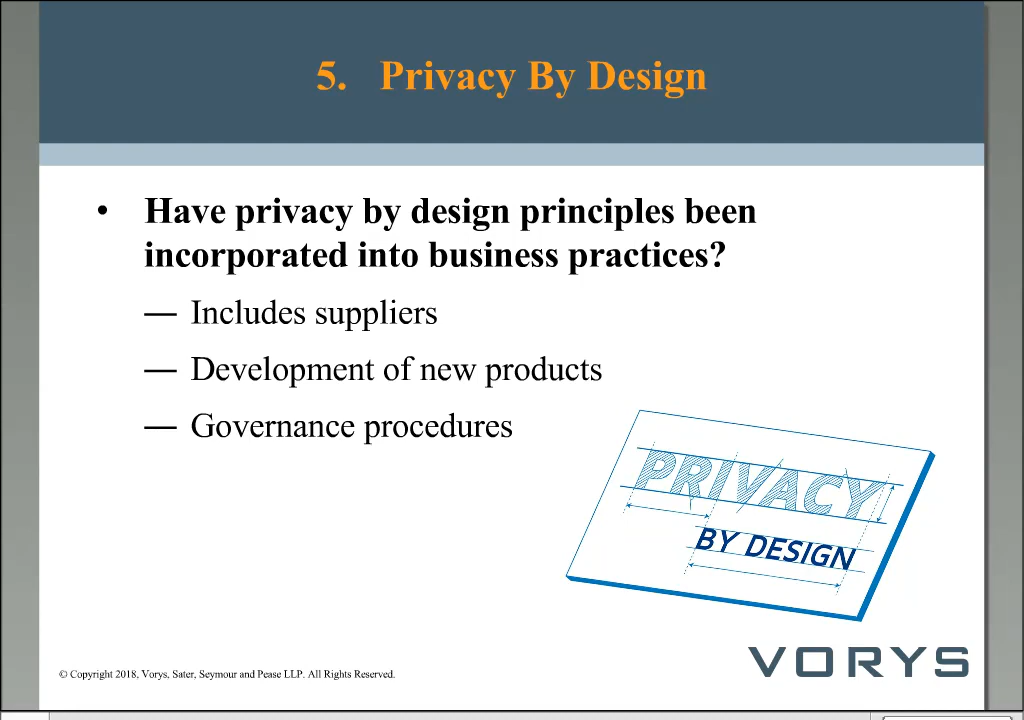 5. Privacy By Design
• Have privacy by design principles been
incorporated into business practices?
— Includes suppliers
— Development of new products
— Governance procedures
PRIVACY
BY DESIGN
VORYS
© Copyright 2018, Vorys, Sater, Seymour and Pease LLP. All Rights Reserved.